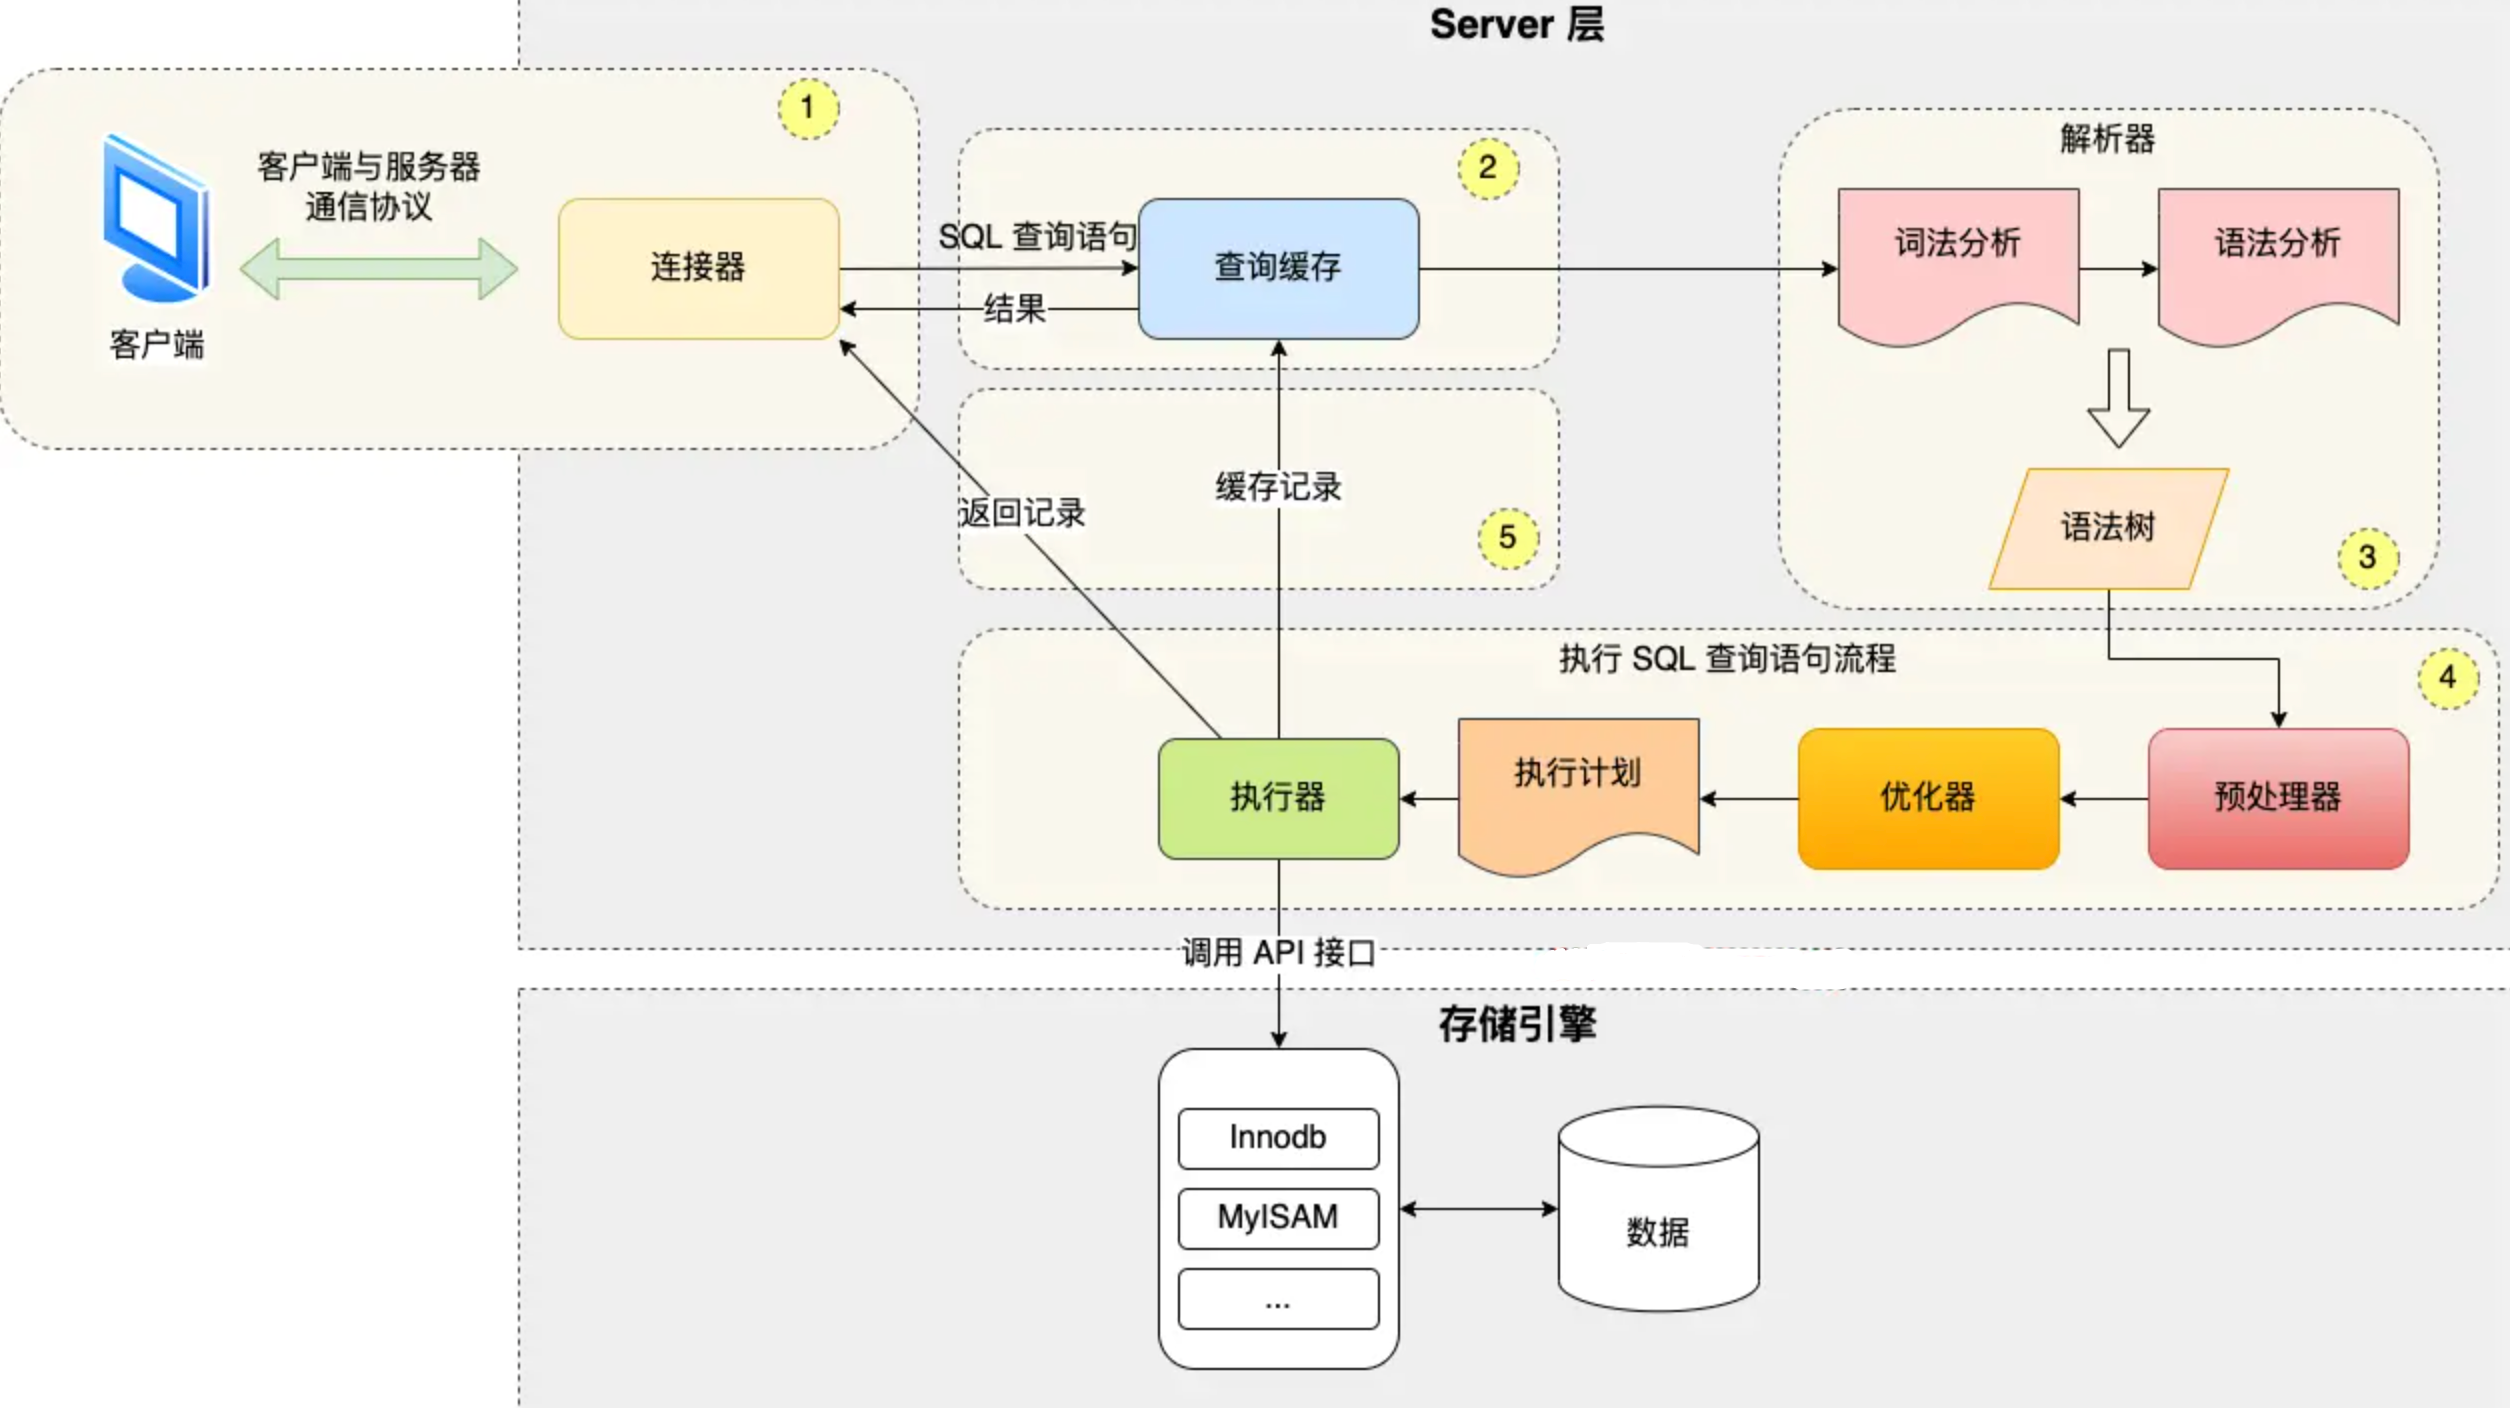 Server 层
1
客户端与服务器
通信协议
客户端
连接器
SQL 查询语句
结果
2
查询缓存
解析器
词法分析
语法分析
语法树
3
返回记录
缓存记录
5
执行 SQL 查询语句流程
4
执行器
执行计划
优化器
预处理器
调用 API 接口
存储引擎
Innodb
MyISAM
...
数据